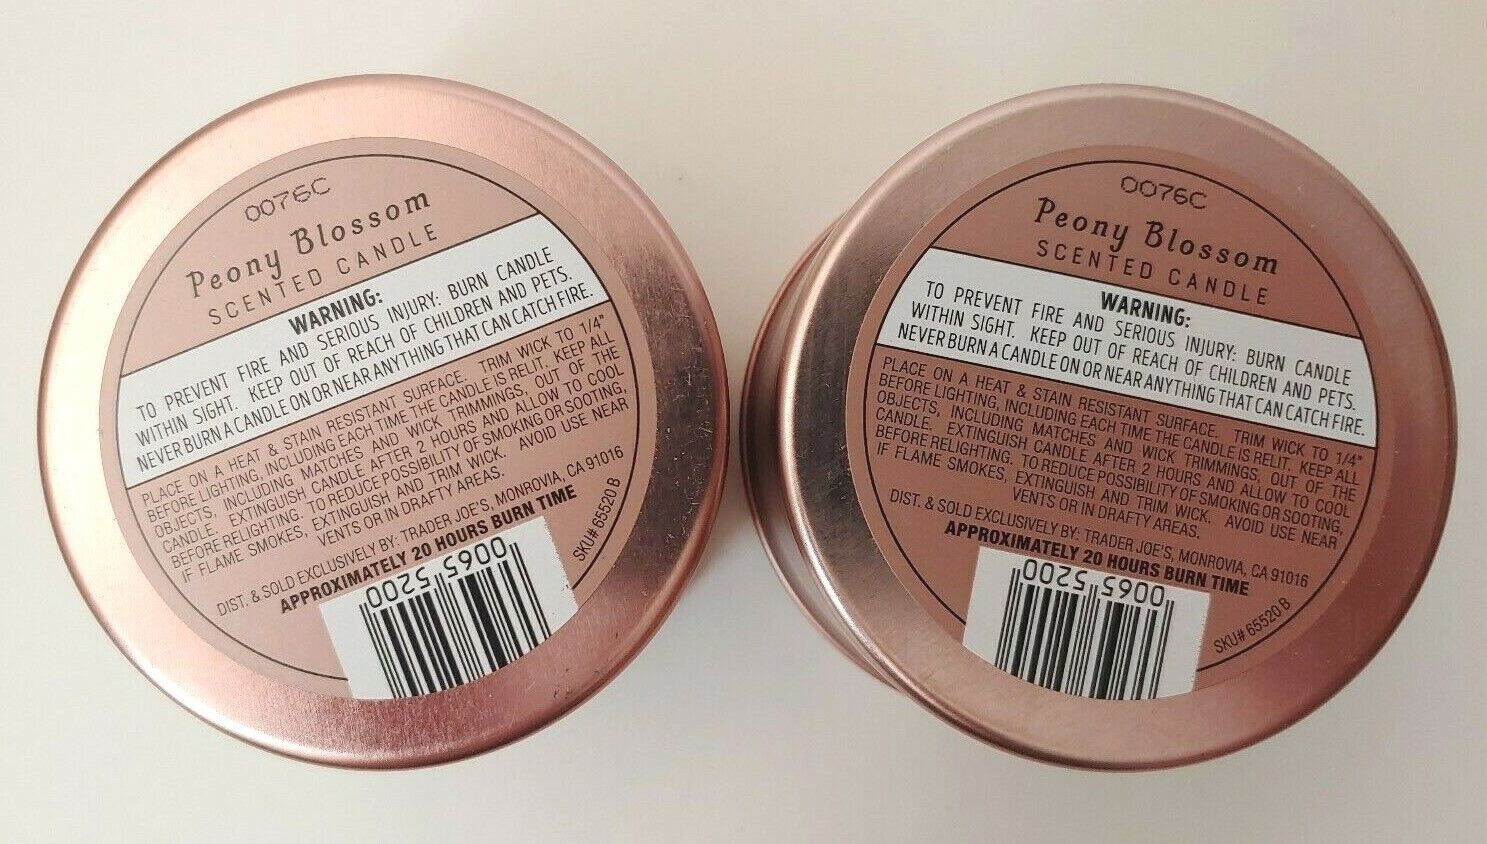 0076C
Peony Blossom
SCENTED CANDLE
WARNING:
TO PREVENT FIRE AND SERIOUS INJURY: BURN CANDLE
WITHIN SIGHT. KEEP OUT OF REACH OF CHILDREN AND PETS.
NEVER BURN A CANDLE ON OR NEAR ANYTHING THAT CAN CATCH FIRE.
PLACE ON A HEAT & STAIN RESISTANT SURFACE. TRIM WICK TO 1/4"
BEFORE LIGHTING, INCLUDING EACH TIME THE CANDLE IS RELIT. KEEP ALL
OBJECTS, INCLUDING MATCHES AND WICK TRIMMINGS, OUT OF THE
CANDLE. EXTINGUISH CANDLE AFTER 2 HOURS AND ALLOW TO COOL
BEFORE RELIGHTING. TO REDUCE POSSIBILITY OF SMOKING OR SOOTING,
IF FLAME SMOKES, EXTINGUISH AND TRIM WICK. AVOID USE NEAR
VENTS OR IN DRAFTY AREAS.
DIST. & SOLD EXCLUSIVELY BY: TRADER JOE'S, MONROVIA, CA 91016
APPROXIMATELY 20 HOURS BURN TIME
0065 5200
SKU# 65520 B
0076C
Peony Blossom
SCENTED CANDLE
WARNING:
TO PREVENT FIRE AND SERIOUS INJURY: BURN CANDLE
WITHIN SIGHT. KEEP OUT OF REACH OF CHILDREN AND PETS.
NEVER BURN A CANDLE ON OR NEAR ANYTHING THAT CAN CATCH FIRE.
PLACE ON A HEAT & STAIN RESISTANT SURFACE. TRIM WICK TO 1/4"
BEFORE LIGHTING, INCLUDING EACH TIME THE CANDLE IS RELIT. KEEP ALL
OBJECTS, INCLUDING MATCHES AND WICK TRIMMINGS, OUT OF THE
CANDLE. EXTINGUISH CANDLE AFTER 2 HOURS AND ALLOW TO COOL
BEFORE RELIGHTING. TO REDUCE POSSIBILITY OF SMOKING OR SOOTING,
IF FLAME SMOKES, EXTINGUISH AND TRIM WICK. AVOID USE NEAR
VENTS OR IN DRAFTY AREAS.
DIST. & SOLD EXCLUSIVELY BY: TRADER JOE'S, MONROVIA, CA 91016
APPROXIMATELY 20 HOURS BURN TIME
0065 5200
SKU# 65520 B